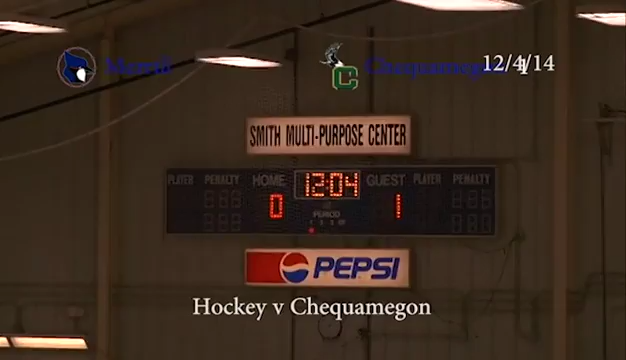 Merrill
Chequamegon
12/4/14
SMITH MULTI-PURPOSE CENTER
PLAYER PENALTY HOME 12:04 GUEST PLAYER PENALTY
0 1
PERIOD
PEPSI
Hockey v Chequamegon